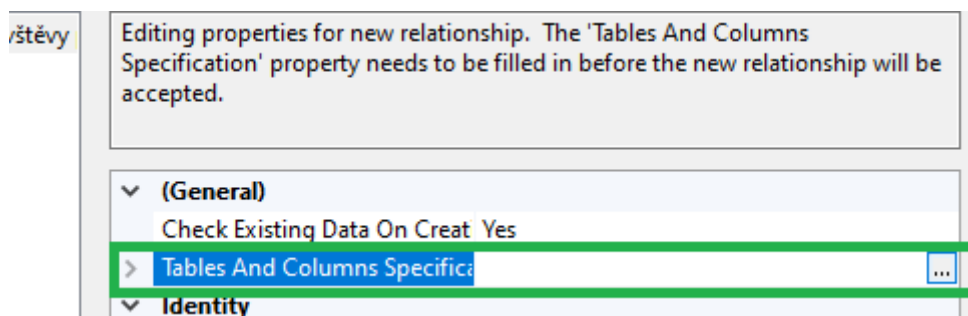 vštěvy
Editing properties for new relationship. The 'Tables And Columns
Specification' property needs to be filled in before the new relationship will be
accepted.
(General)
Check Existing Data On Creat Yes
Tables And Columns Specifica ...
Identity